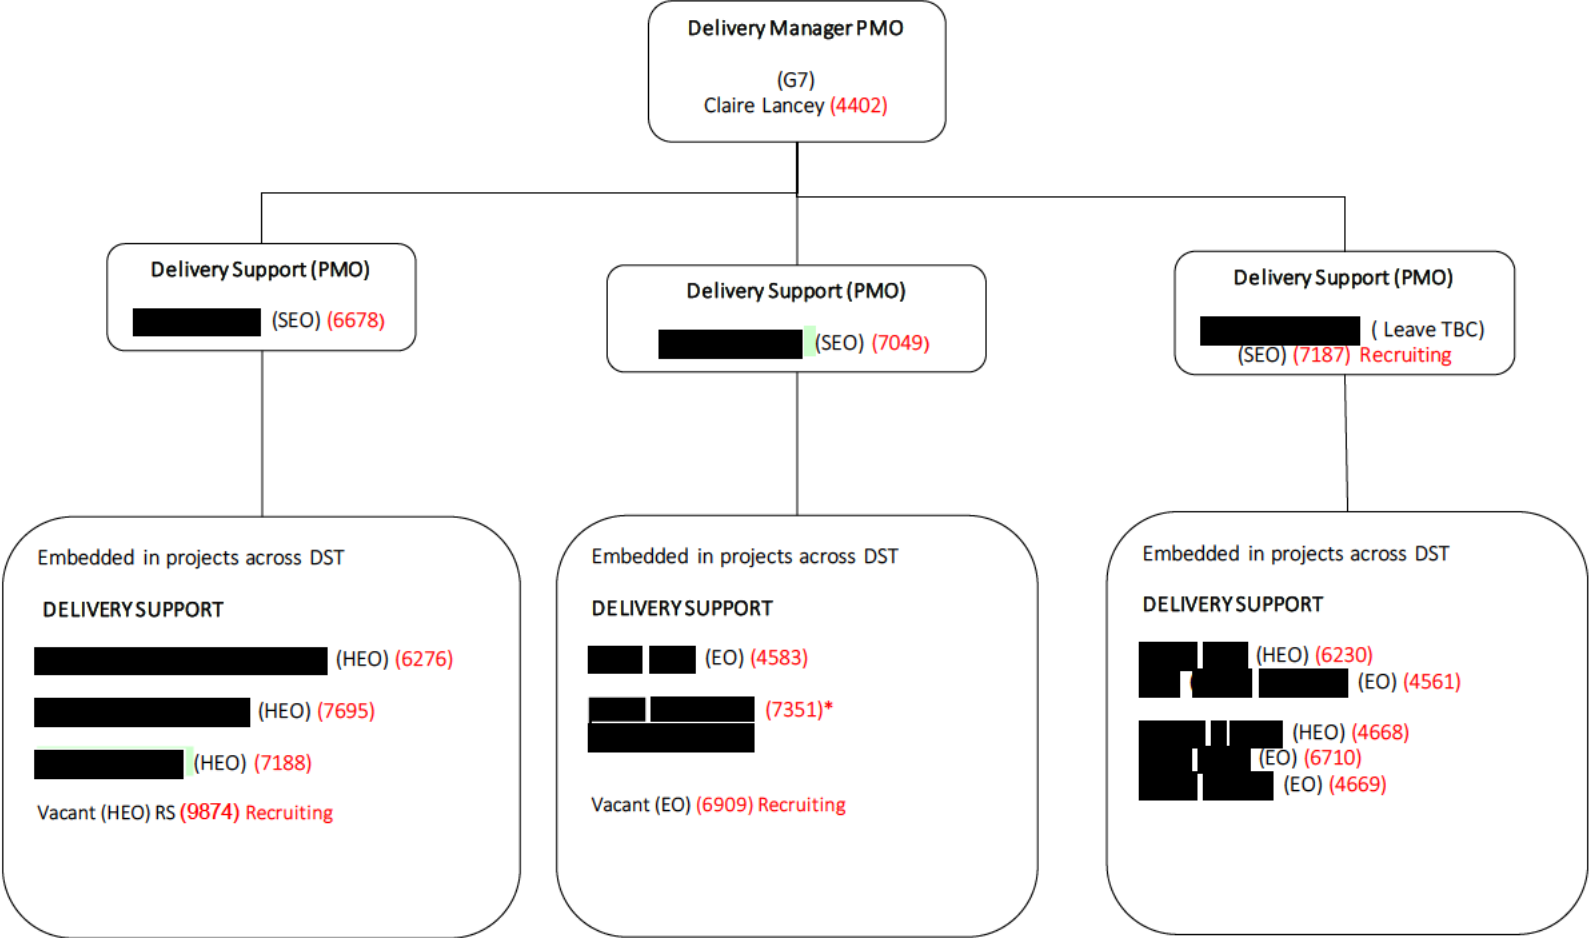 Delivery Manager PMO
(G7)
Claire Lancey (4402)
Delivery Support (PMO)
(SEO) (6678)
Delivery Support (PMO)
(SEO) (7049)
Delivery Support (PMO)
( Leave TBC)
(SEO) (7187) Recruiting
Embedded in projects across DST
DELIVERY SUPPORT
(HEO) (6276)
(HEO) (7695)
(HEO) (7188)
Vacant (HEO) RS (9874) Recruiting
Embedded in projects across DST
DELIVERY SUPPORT
(EO) (4583)
(7351)*
Vacant (EO) (6909) Recruiting
Embedded in projects across DST
DELIVERY SUPPORT
(HEO) (6230)
(EO) (4561)
(HEO) (4668)
(EO) (6710)
(EO) (4669)